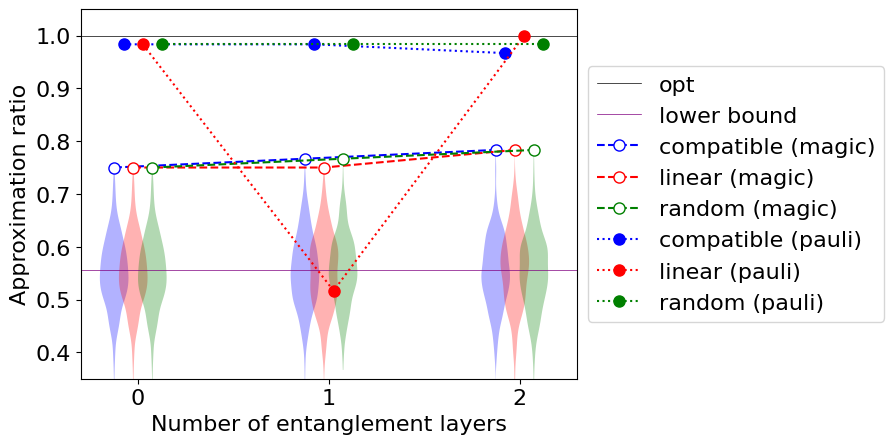 1.0
0.9
0.8
0.7
0.6
0.5
0.4
Approximation ratio
0 1 2
Number of entanglement layers
opt
lower bound
compatible (magic)
linear (magic)
random (magic)
compatible (pauli)
linear (pauli)
random (pauli)